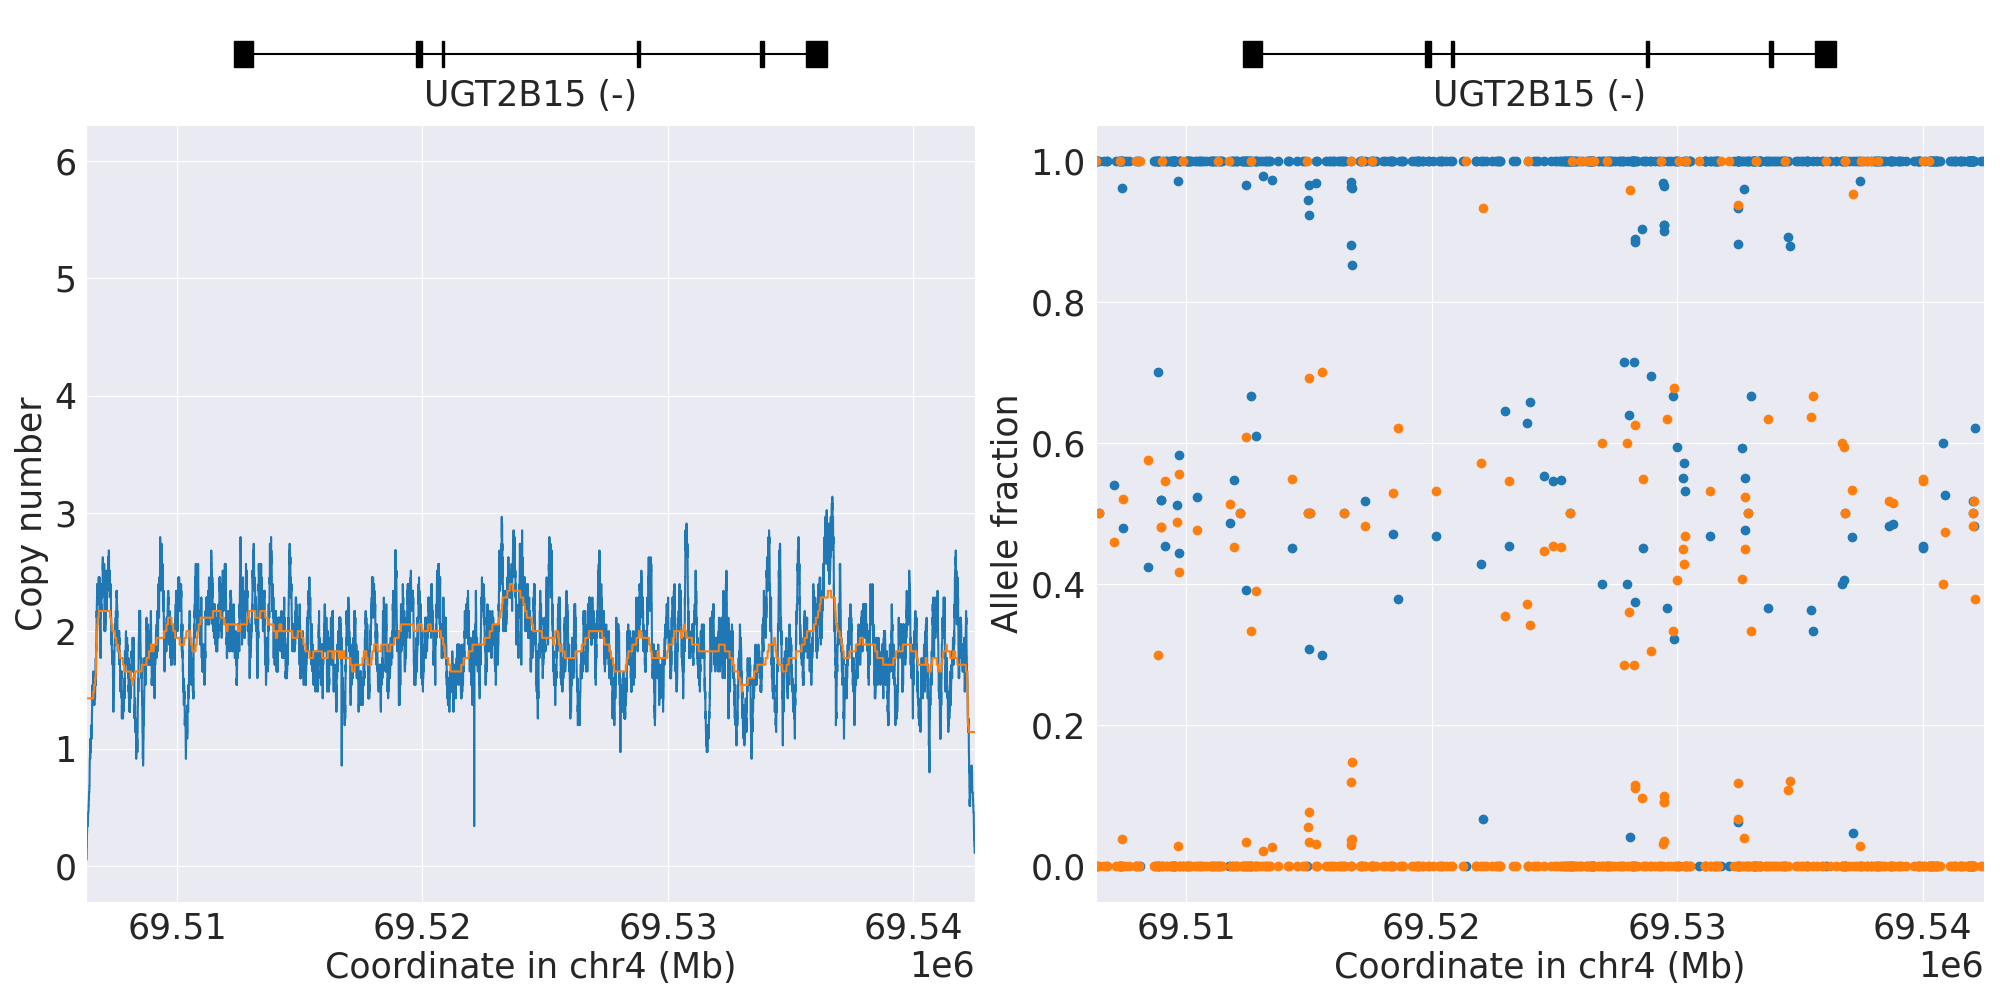 UGT2B15 (-)
Copy number
6
5
4
3
2
1
0
69.51 69.52 69.53 69.54
Coordinate in chr4 (Mb)
1e6
UGT2B15 (-)
Allele fraction
1.0
0.8
0.6
0.4
0.2
0.0
69.51 69.52 69.53 69.54
Coordinate in chr4 (Mb)
1e6